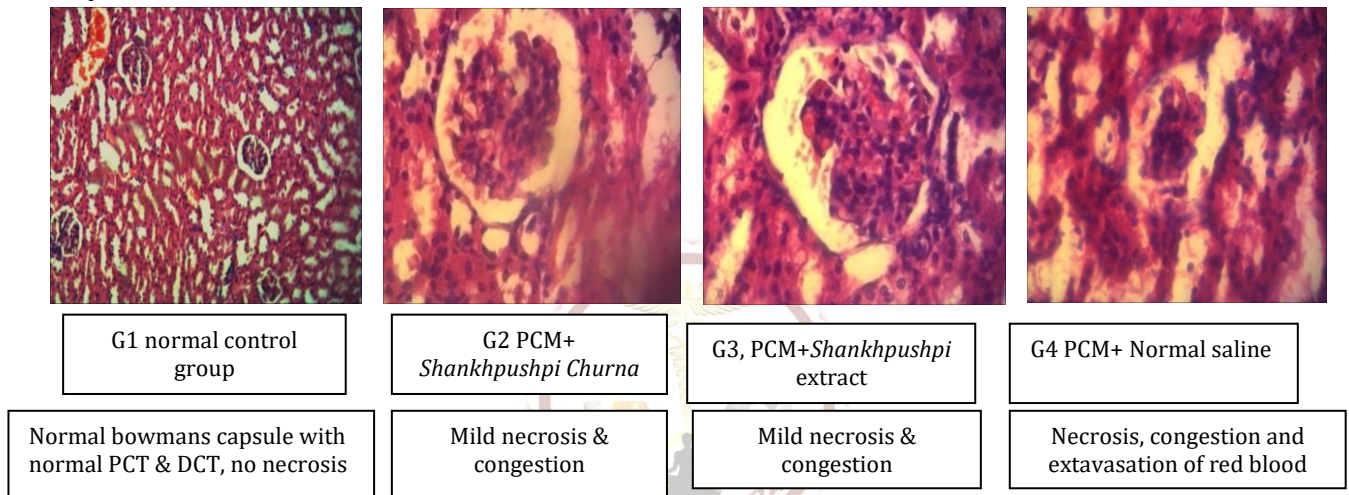 G1 normal control
group
G2 PCM+
Shankhpushpi Churna
G3, PCM+Shankhpushpi
extract
G4 PCM+ Normal saline
Normal bowmans capsule with
normal PCT & DCT, no necrosis
Mild necrosis &
congestion
Mild necrosis &
congestion
Necrosis, congestion and
extavasation of red blood